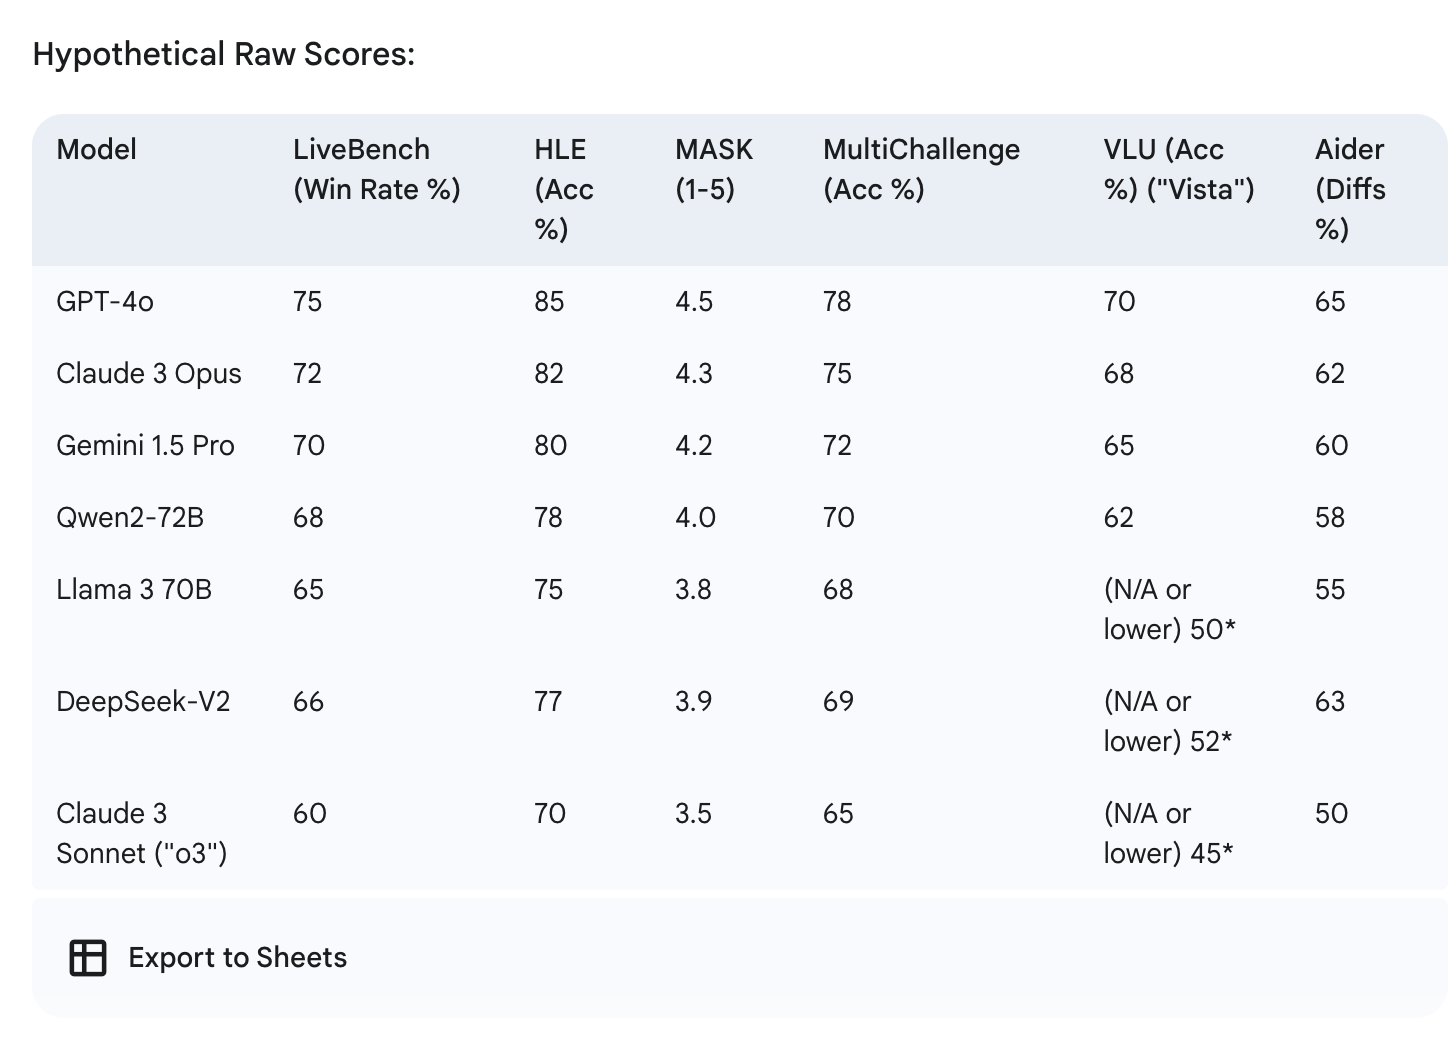 Hypothetical Raw Scores:
Model LiveBench (Win Rate %) HLE (Acc %) MASK (1-5) MultiChallenge (Acc %) VLU (Acc %) ("Vista") Aider (Diffs %)
GPT-4o 75 85 4.5 78 70 65
Claude 3 Opus 72 82 4.3 75 68 62
Gemini 1.5 Pro 70 80 4.2 72 65 60
Qwen2-72B 68 78 4.0 70 62 58
Llama 3 70B 65 75 3.8 68 (N/A or lower) 50* 55
DeepSeek-V2 66 77 3.9 69 (N/A or lower) 52* 63
Claude 3 Sonnet ("o3") 60 70 3.5 65 (N/A or lower) 45* 50
Export to Sheets